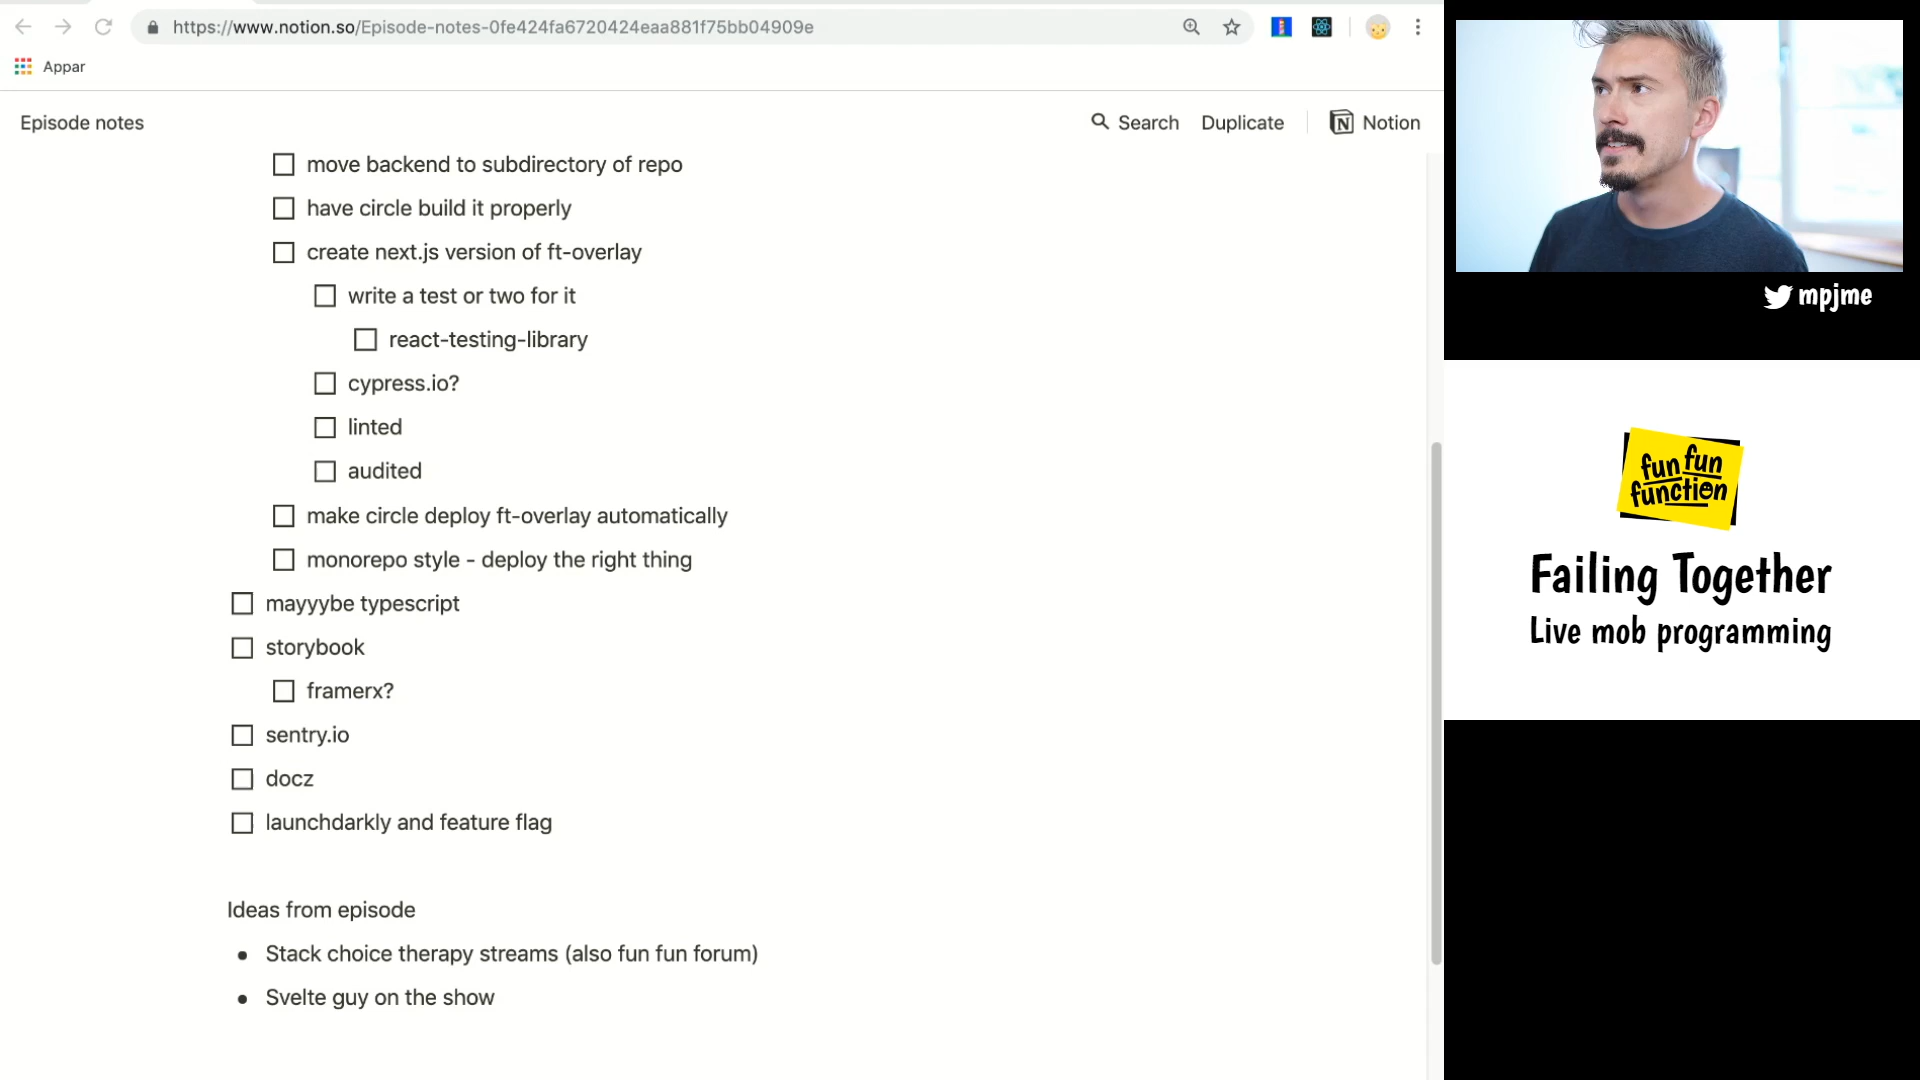 https://www.notion.so/Episode-notes-0fe424fa6720424eaa881f75bb04909e
Appar
Episode notes
Search
Duplicate
Notion
move backend to subdirectory of repo
have circle build it properly
create next.js version of ft-overlay
write a test or two for it
react-testing-library
cypress.io?
linted
audited
make circle deploy ft-overlay automatically
monorepo style - deploy the right thing
mayyybe typescript
storybook
framerx?
sentry.io
docz
launchdarkly and feature flag
Ideas from episode
Stack choice therapy streams (also fun fun forum)
Svelte guy on the show
mpjme
fun fun
function
Failing Together
Live mob programming